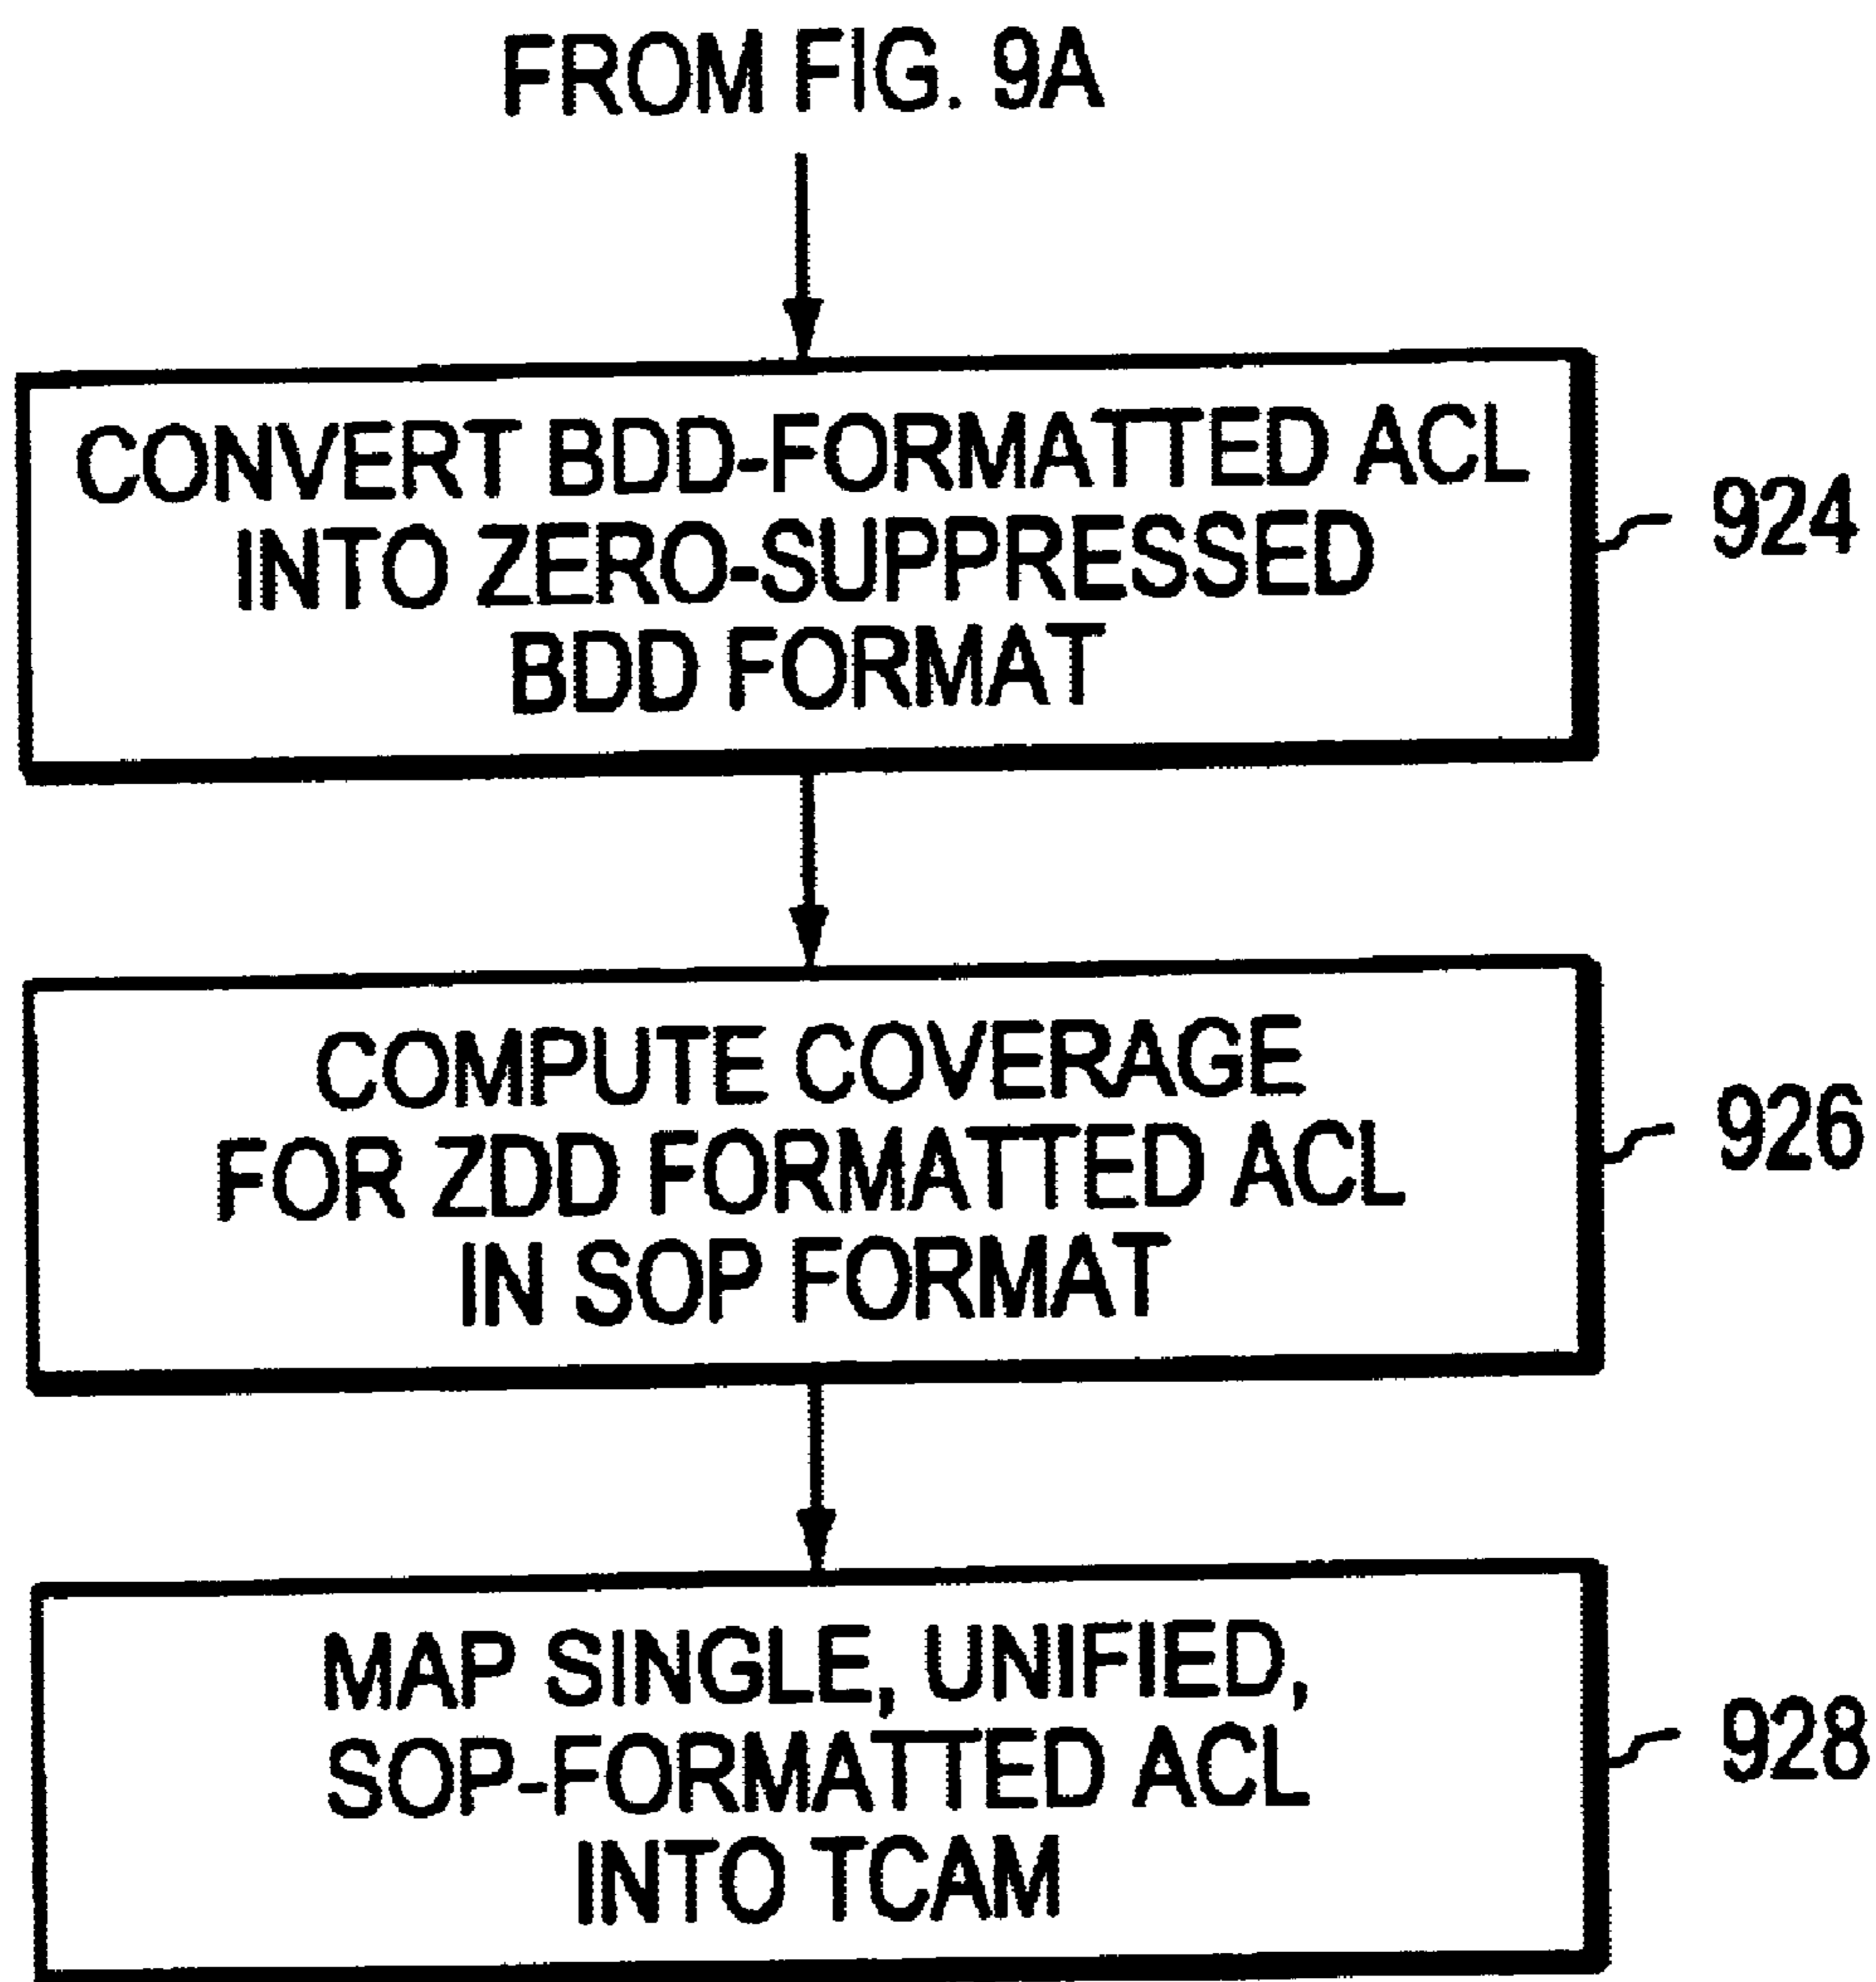 FROM FIG. 9A
CONVERT BDD-FORMATTED ACL
INTO ZERO-SUPPRESSED
BDD FORMAT
924
COMPUTE COVERAGE
FOR ZDD FORMATTED ACL
IN SOP FORMAT
926
MAP SINGLE, UNIFIED,
SOP-FORMATTED ACL
INTO TCAM
928